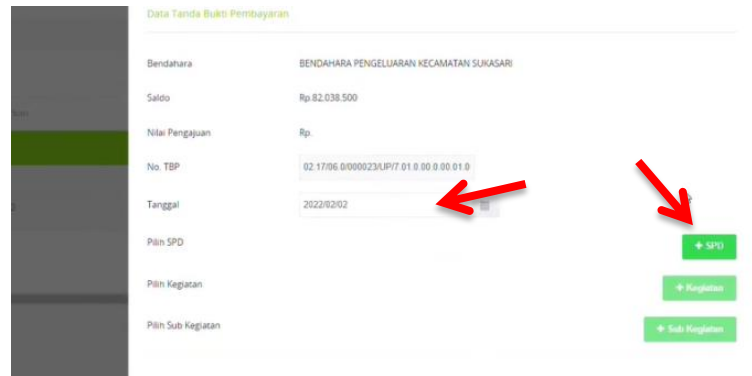 Data Tanda Bukti Pembayaran
Bendahara BENDAHARA PENGELUARAN KECAMATAN SUKASARI
Saldo Rp.82.038.500
Nilai Pengajuan Rp.
No. TBP 02.17/06.0/000023/UP/7.01.0.00.0.00.01.0
Tanggal 2022/02/02
Pilih SPD + SPD
Pilih Kegiatan + Kegiatan
Pilih Sub Kegiatan + Sub Kegiatan